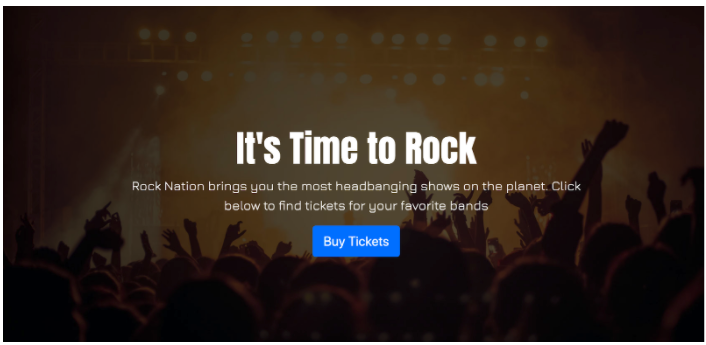 It's Time to Rock
Rock Nation brings you the most headbanging shows on the planet. Click
below to find tickets for your favorite bands
Buy Tickets